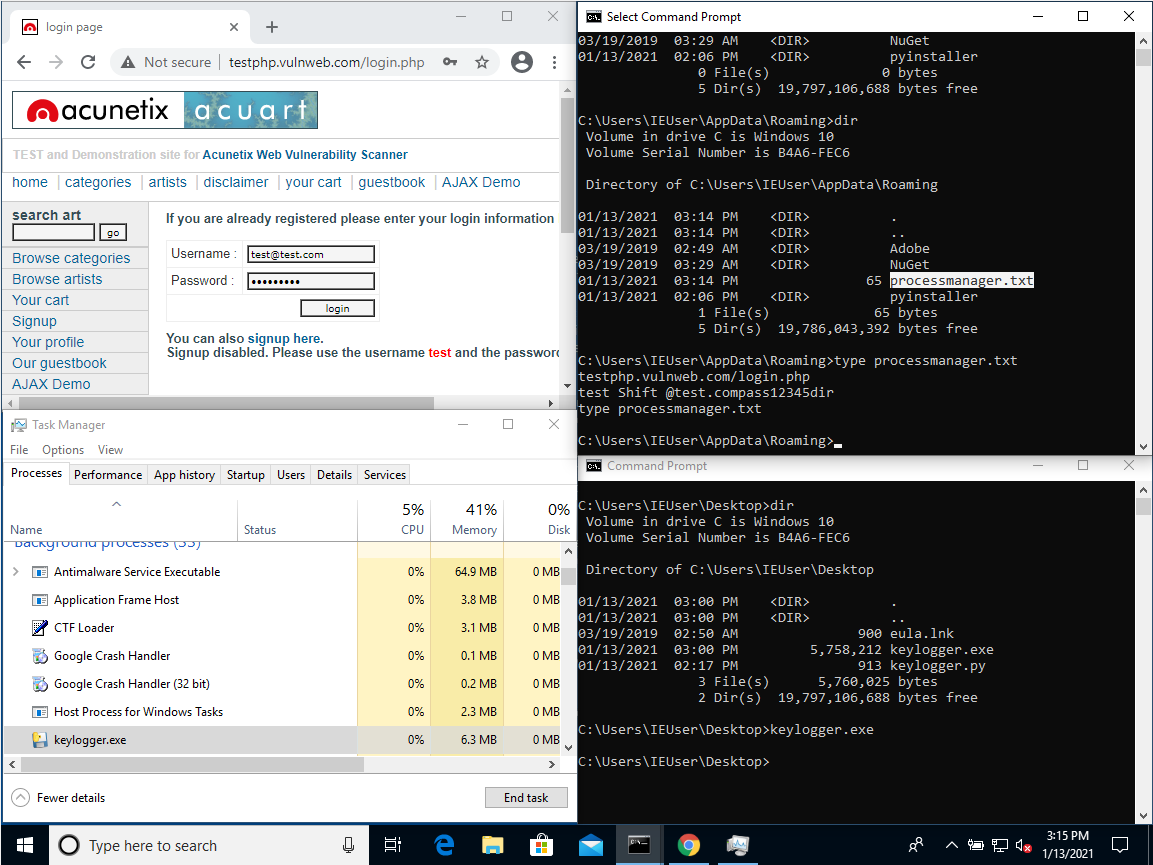 login page
Not secure
testphp.vulnweb.com/login.php
acunetix acuart
TEST and Demonstration site for Acunetix Web Vulnerability Scanner
home | categories | artists | disclaimer | your cart | guestbook | AJAX Demo
search art
go
Browse categories
Browse artists
Your cart
Signup
Your profile
Our guestbook
AJAX Demo
If you are already registered please enter your login information
Username : test@test.com
Password : •••••••••
login
You can also signup here.
Signup disabled. Please use the username test and the password
Select Command Prompt
03/19/2019 03:29 AM <DIR> NuGet
01/13/2021 02:06 PM <DIR> pyinstaller
0 File(s) 0 bytes
5 Dir(s) 19,797,106,688 bytes free
C:\Users\IEUser\AppData\Roaming>dir
Volume in drive C is Windows 10
Volume Serial Number is B4A6-FEC6
Directory of C:\Users\IEUser\AppData\Roaming
01/13/2021 03:14 PM <DIR> .
01/13/2021 03:14 PM <DIR> ..
03/19/2019 02:49 AM <DIR> Adobe
03/19/2019 03:29 AM <DIR> NuGet
01/13/2021 03:14 PM 65 processmanager.txt
01/13/2021 02:06 PM <DIR> pyinstaller
1 File(s) 65 bytes
5 Dir(s) 19,786,043,392 bytes free
C:\Users\IEUser\AppData\Roaming>type processmanager.txt
testphp.vulnweb.com/login.php
test Shift @test.compass12345dir
type processmanager.txt
C:\Users\IEUser\AppData\Roaming>
Task Manager
File Options View
Processes Performance App history Startup Users Details Services
5% 41% 0%
Name Status CPU Memory Disk
Background processes (33)
Antimalware Service Executable 0% 64.9 MB 0 MB
Application Frame Host 0% 3.8 MB 0 MB
CTF Loader 0% 3.1 MB 0 MB
Google Crash Handler 0% 0.1 MB 0 MB
Google Crash Handler (32 bit) 0% 0.2 MB 0 MB
Host Process for Windows Tasks 0% 2.3 MB 0 MB
keylogger.exe 0% 6.3 MB 0 MB
Fewer details
End task
Command Prompt
C:\Users\IEUser\Desktop>dir
Volume in drive C is Windows 10
Volume Serial Number is B4A6-FEC6
Directory of C:\Users\IEUser\Desktop
01/13/2021 03:00 PM <DIR> .
01/13/2021 03:00 PM <DIR> ..
03/19/2019 02:50 AM 900 eula.lnk
01/13/2021 03:00 PM 5,758,212 keylogger.exe
01/13/2021 02:17 PM 913 keylogger.py
3 File(s) 5,760,025 bytes
2 Dir(s) 19,797,106,688 bytes free
C:\Users\IEUser\Desktop>keylogger.exe
C:\Users\IEUser\Desktop>
Type here to search
3:15 PM
1/13/2021